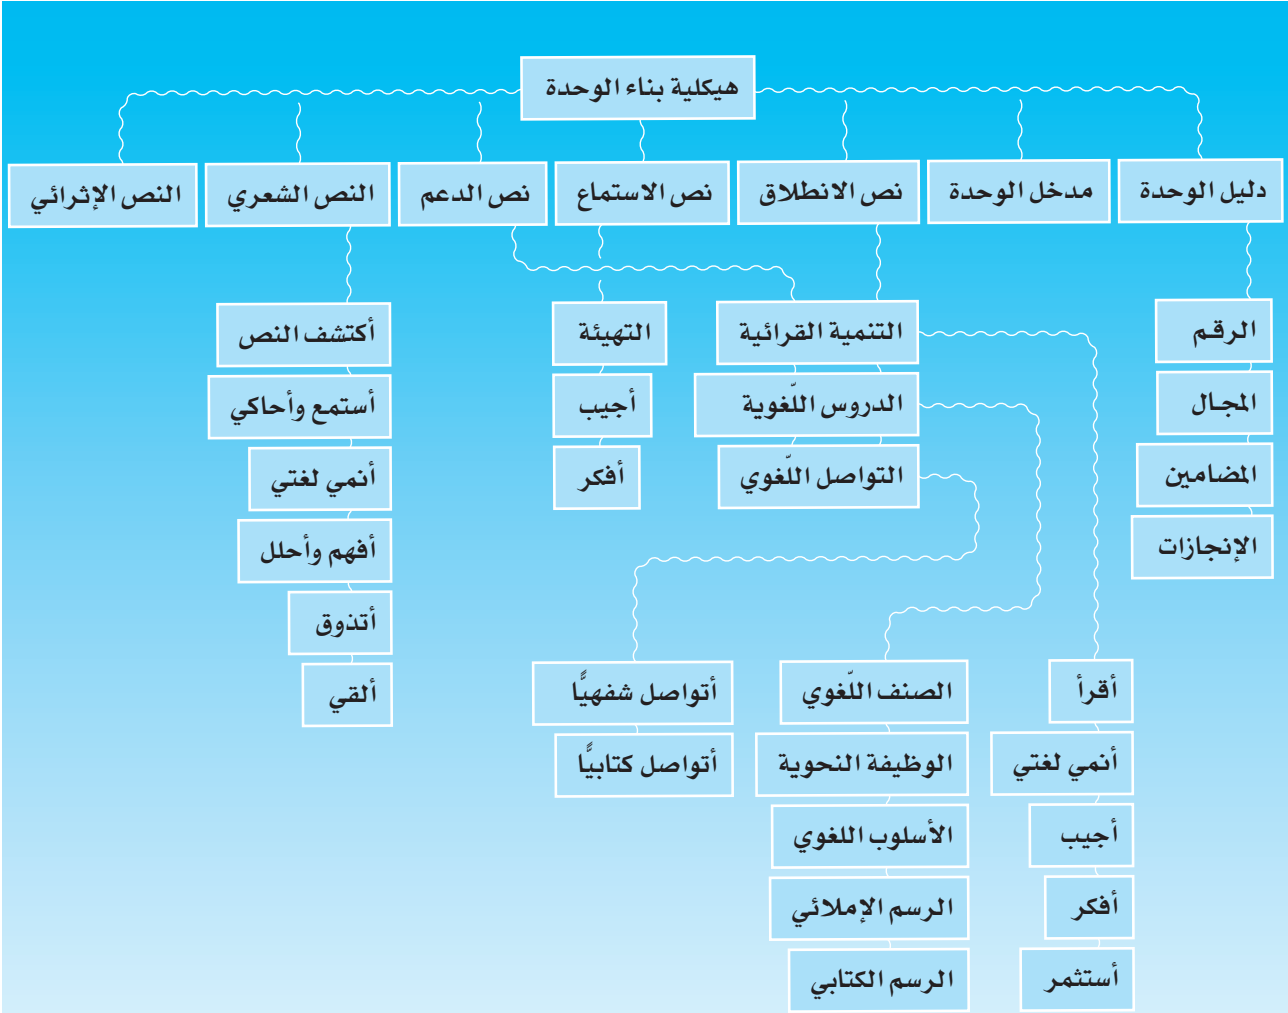 هيكلية بناء الوحدة
دليل الوحدة
مدخل الوحدة
نص الانطلاق
نص الاستماع
نص الدعم
النص الشعري
النص الإثرائي
الرقم
المجال
المضامين
الإنجازات
التنمية القرائية
الدروس اللّغوية
التواصل اللّغوي
التهيئة
أجيب
أفكر
أكتشف النص
أستمع وأحاكي
أنمي لغتي
أفهم وأحلل
أتذوق
ألقي
أقرأ
أنمي لغتي
أجيب
أفكر
أستثمر
الصنف اللّغوي
الوظيفة النحوية
الأسلوب اللغوي
الرسم الإملائي
الرسم الكتابي
أتواصل شفهيًّا
أتواصل كتابيًّا